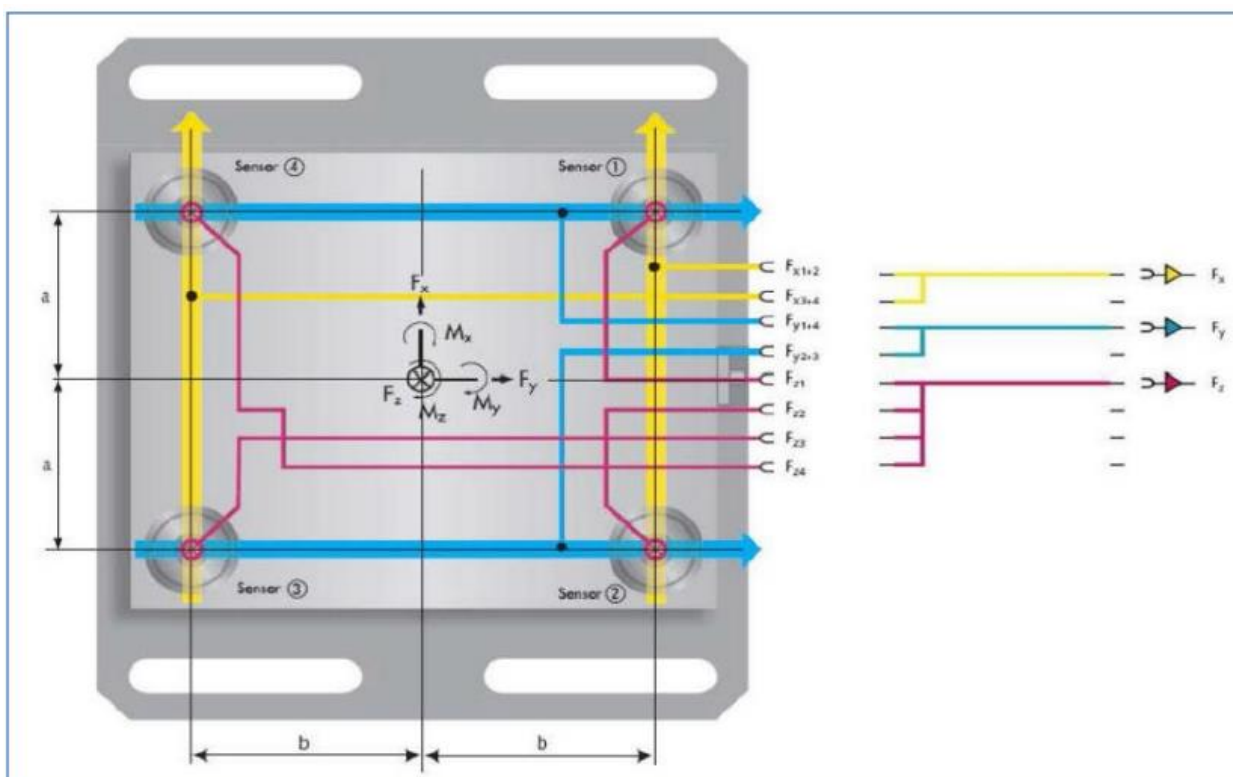 Sensor ④
Sensor ①
a
a
Fx
Mx
Fz
Mz
My
Fy
Fx1+2
Fx3+4
Fy1+4
Fy2+3
Fz1
Fz2
Fz3
Fz4
Fx
Fy
Fz
Sensor ③
Sensor ②
b
b